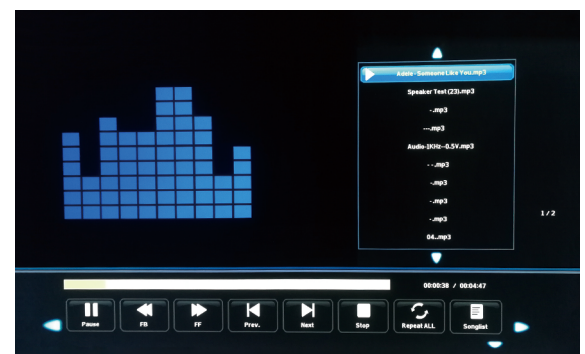 Adele - Someone Like You.mp3
Speaker Test (23).mp3
-.mp3
---.mp3
Audio-1KHz--0.5V.mp3
- -.mp3
-.mp3
-.mp3
-.mp3
04..mp3
1 / 2
00:00:38 / 00:04:47
Pause
FB
FF
Prev.
Next
Stop
Repeat ALL
Songlist